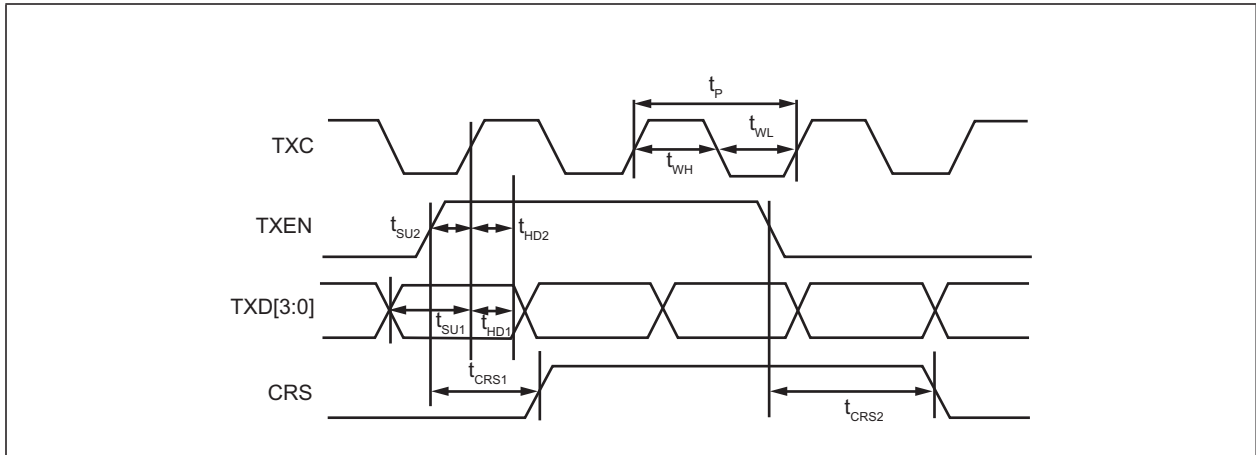 t_P
TXC
t_WL
t_WH
TXEN
t_SU2
t_HD2
TXD[3:0]
t_SU1
t_HD1
t_CRS1
CRS
t_CRS2